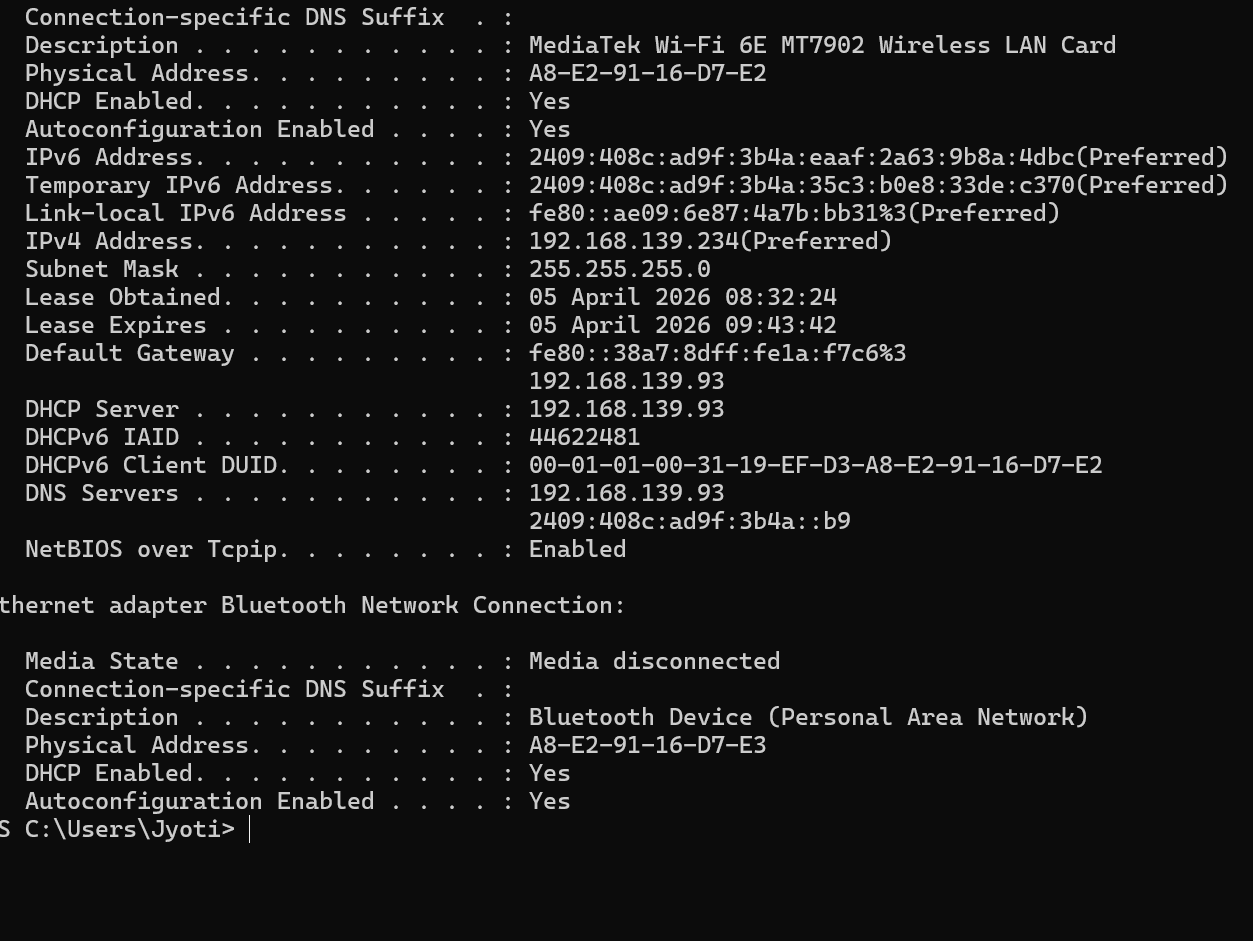 Connection-specific DNS Suffix  . :
Description . . . . . . . . . . . : MediaTek Wi-Fi 6E MT7902 Wireless LAN Card
Physical Address. . . . . . . . . : A8-E2-91-16-D7-E2
DHCP Enabled. . . . . . . . . . . : Yes
Autoconfiguration Enabled . . . . : Yes
IPv6 Address. . . . . . . . . . . : 2409:408c:ad9f:3b4a:eaaf:2a63:9b8a:4dbc(Preferred)
Temporary IPv6 Address. . . . . . : 2409:408c:ad9f:3b4a:35c3:b0e8:33de:c370(Preferred)
Link-local IPv6 Address . . . . . : fe80::ae09:6e87:4a7b:bb31%3(Preferred)
IPv4 Address. . . . . . . . . . . : 192.168.139.234(Preferred)
Subnet Mask . . . . . . . . . . . : 255.255.255.0
Lease Obtained. . . . . . . . . . : 05 April 2026 08:32:24
Lease Expires . . . . . . . . . . : 05 April 2026 09:43:42
Default Gateway . . . . . . . . . : fe80::38a7:8dff:fe1a:f7c6%3
192.168.139.93
DHCP Server . . . . . . . . . . . : 192.168.139.93
DHCPv6 IAID . . . . . . . . . . . : 44622481
DHCPv6 Client DUID. . . . . . . . : 00-01-01-00-31-19-EF-D3-A8-E2-91-16-D7-E2
DNS Servers . . . . . . . . . . . : 192.168.139.93
2409:408c:ad9f:3b4a::b9
NetBIOS over Tcpip. . . . . . . . : Enabled
thernet adapter Bluetooth Network Connection:
Media State . . . . . . . . . . . : Media disconnected
Connection-specific DNS Suffix  . :
Description . . . . . . . . . . . : Bluetooth Device (Personal Area Network)
Physical Address. . . . . . . . . : A8-E2-91-16-D7-E3
DHCP Enabled. . . . . . . . . . . : Yes
Autoconfiguration Enabled . . . . : Yes
S C:\Users\Jyoti>